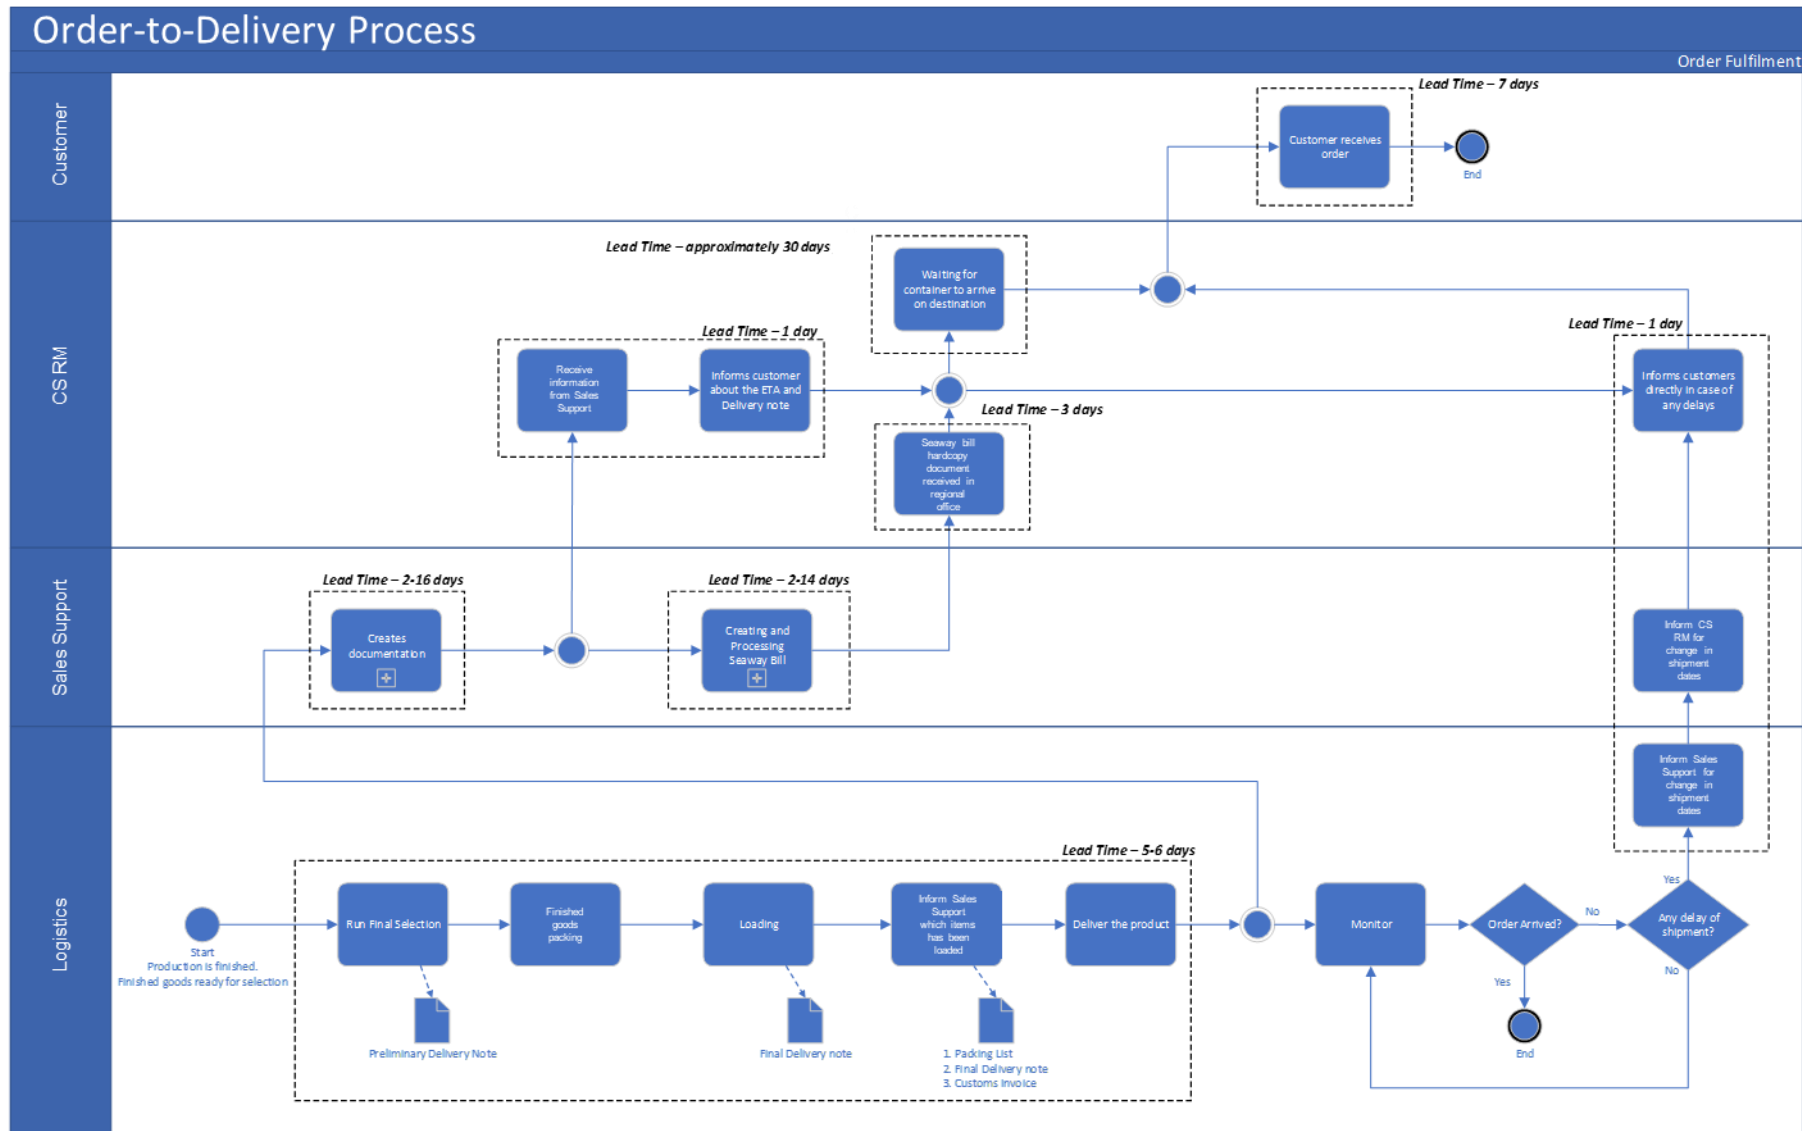 Order-to-Delivery Process
Order Fulfilment
Customer
Lead Time – 7 days
Customer receives
order
End
CS RM
Lead Time – approximately 30 days
Waiting for
container to arrive
on destination
Lead Time – 1 day
Receive
information
from Sales
Support
Informs customer
about the ETA and
Delivery note
Lead Time – 3 days
Seaway bill
hardcopy
document
received in
regional
office
Lead Time – 1 day
Informs customers
directly in case of
any delays
Sales Support
Lead Time – 2-16 days
Creates
documentation
Lead Time – 2-14 days
Creating and
Processing
Seaway Bill
Inform CS
RM for
change in
shipment
dates
Logistics
Inform Sales
Support for
change in
shipment
dates
Lead Time – 5-6 days
Start
Production is finished.
Finished goods ready for selection
Run Final Selection
Finished
goods
packing
Loading
Inform Sales
Support
which items
has been
loaded
Deliver the product
Monitor
Order Arrived?
No
Yes
Any delay of
shipment?
Yes
No
End
Preliminary Delivery Note
Final Delivery note
1. Packing List
2. Final Delivery note
3. Customs Invoice